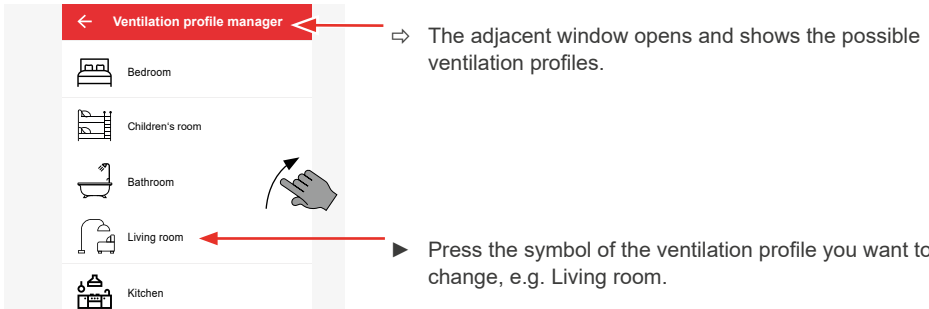 Ventilation profile manager
Bedroom
Children's room
Bathroom
Living room
Kitchen
⇨ The adjacent window opens and shows the possible
ventilation profiles.
► Press the symbol of the ventilation profile you want to
change, e.g. Living room.